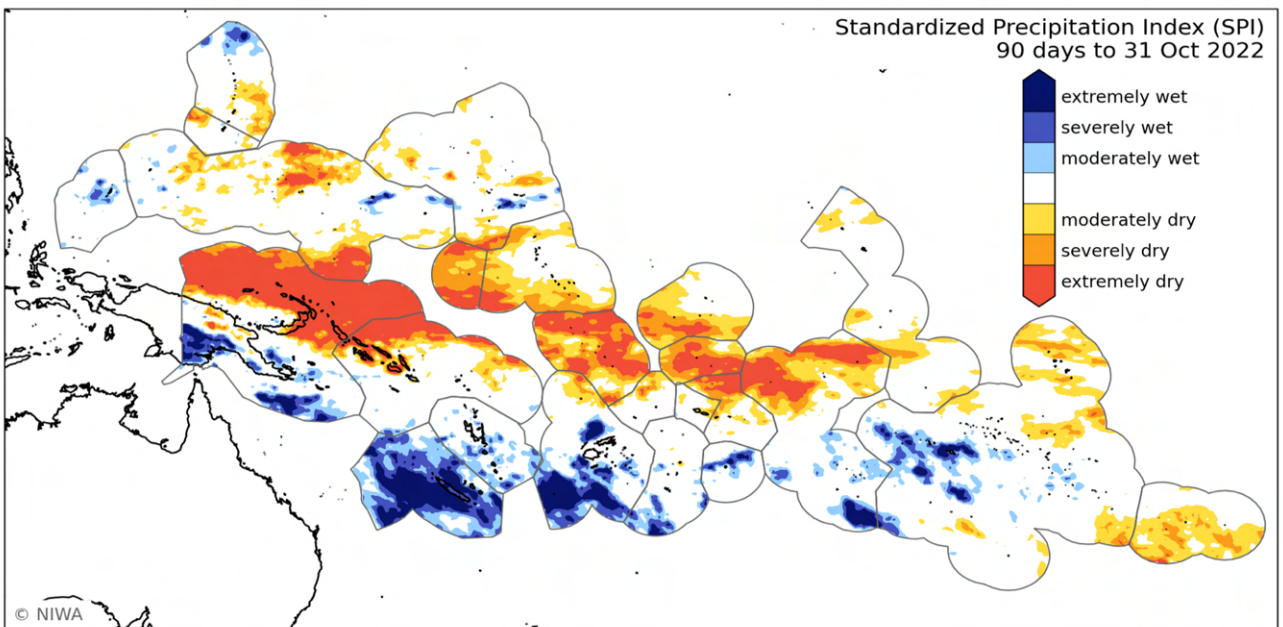 Standardized Precipitation Index (SPI)
90 days to 31 Oct 2022
extremely wet
severely wet
moderately wet
moderately dry
severely dry
extremely dry
© NIWA